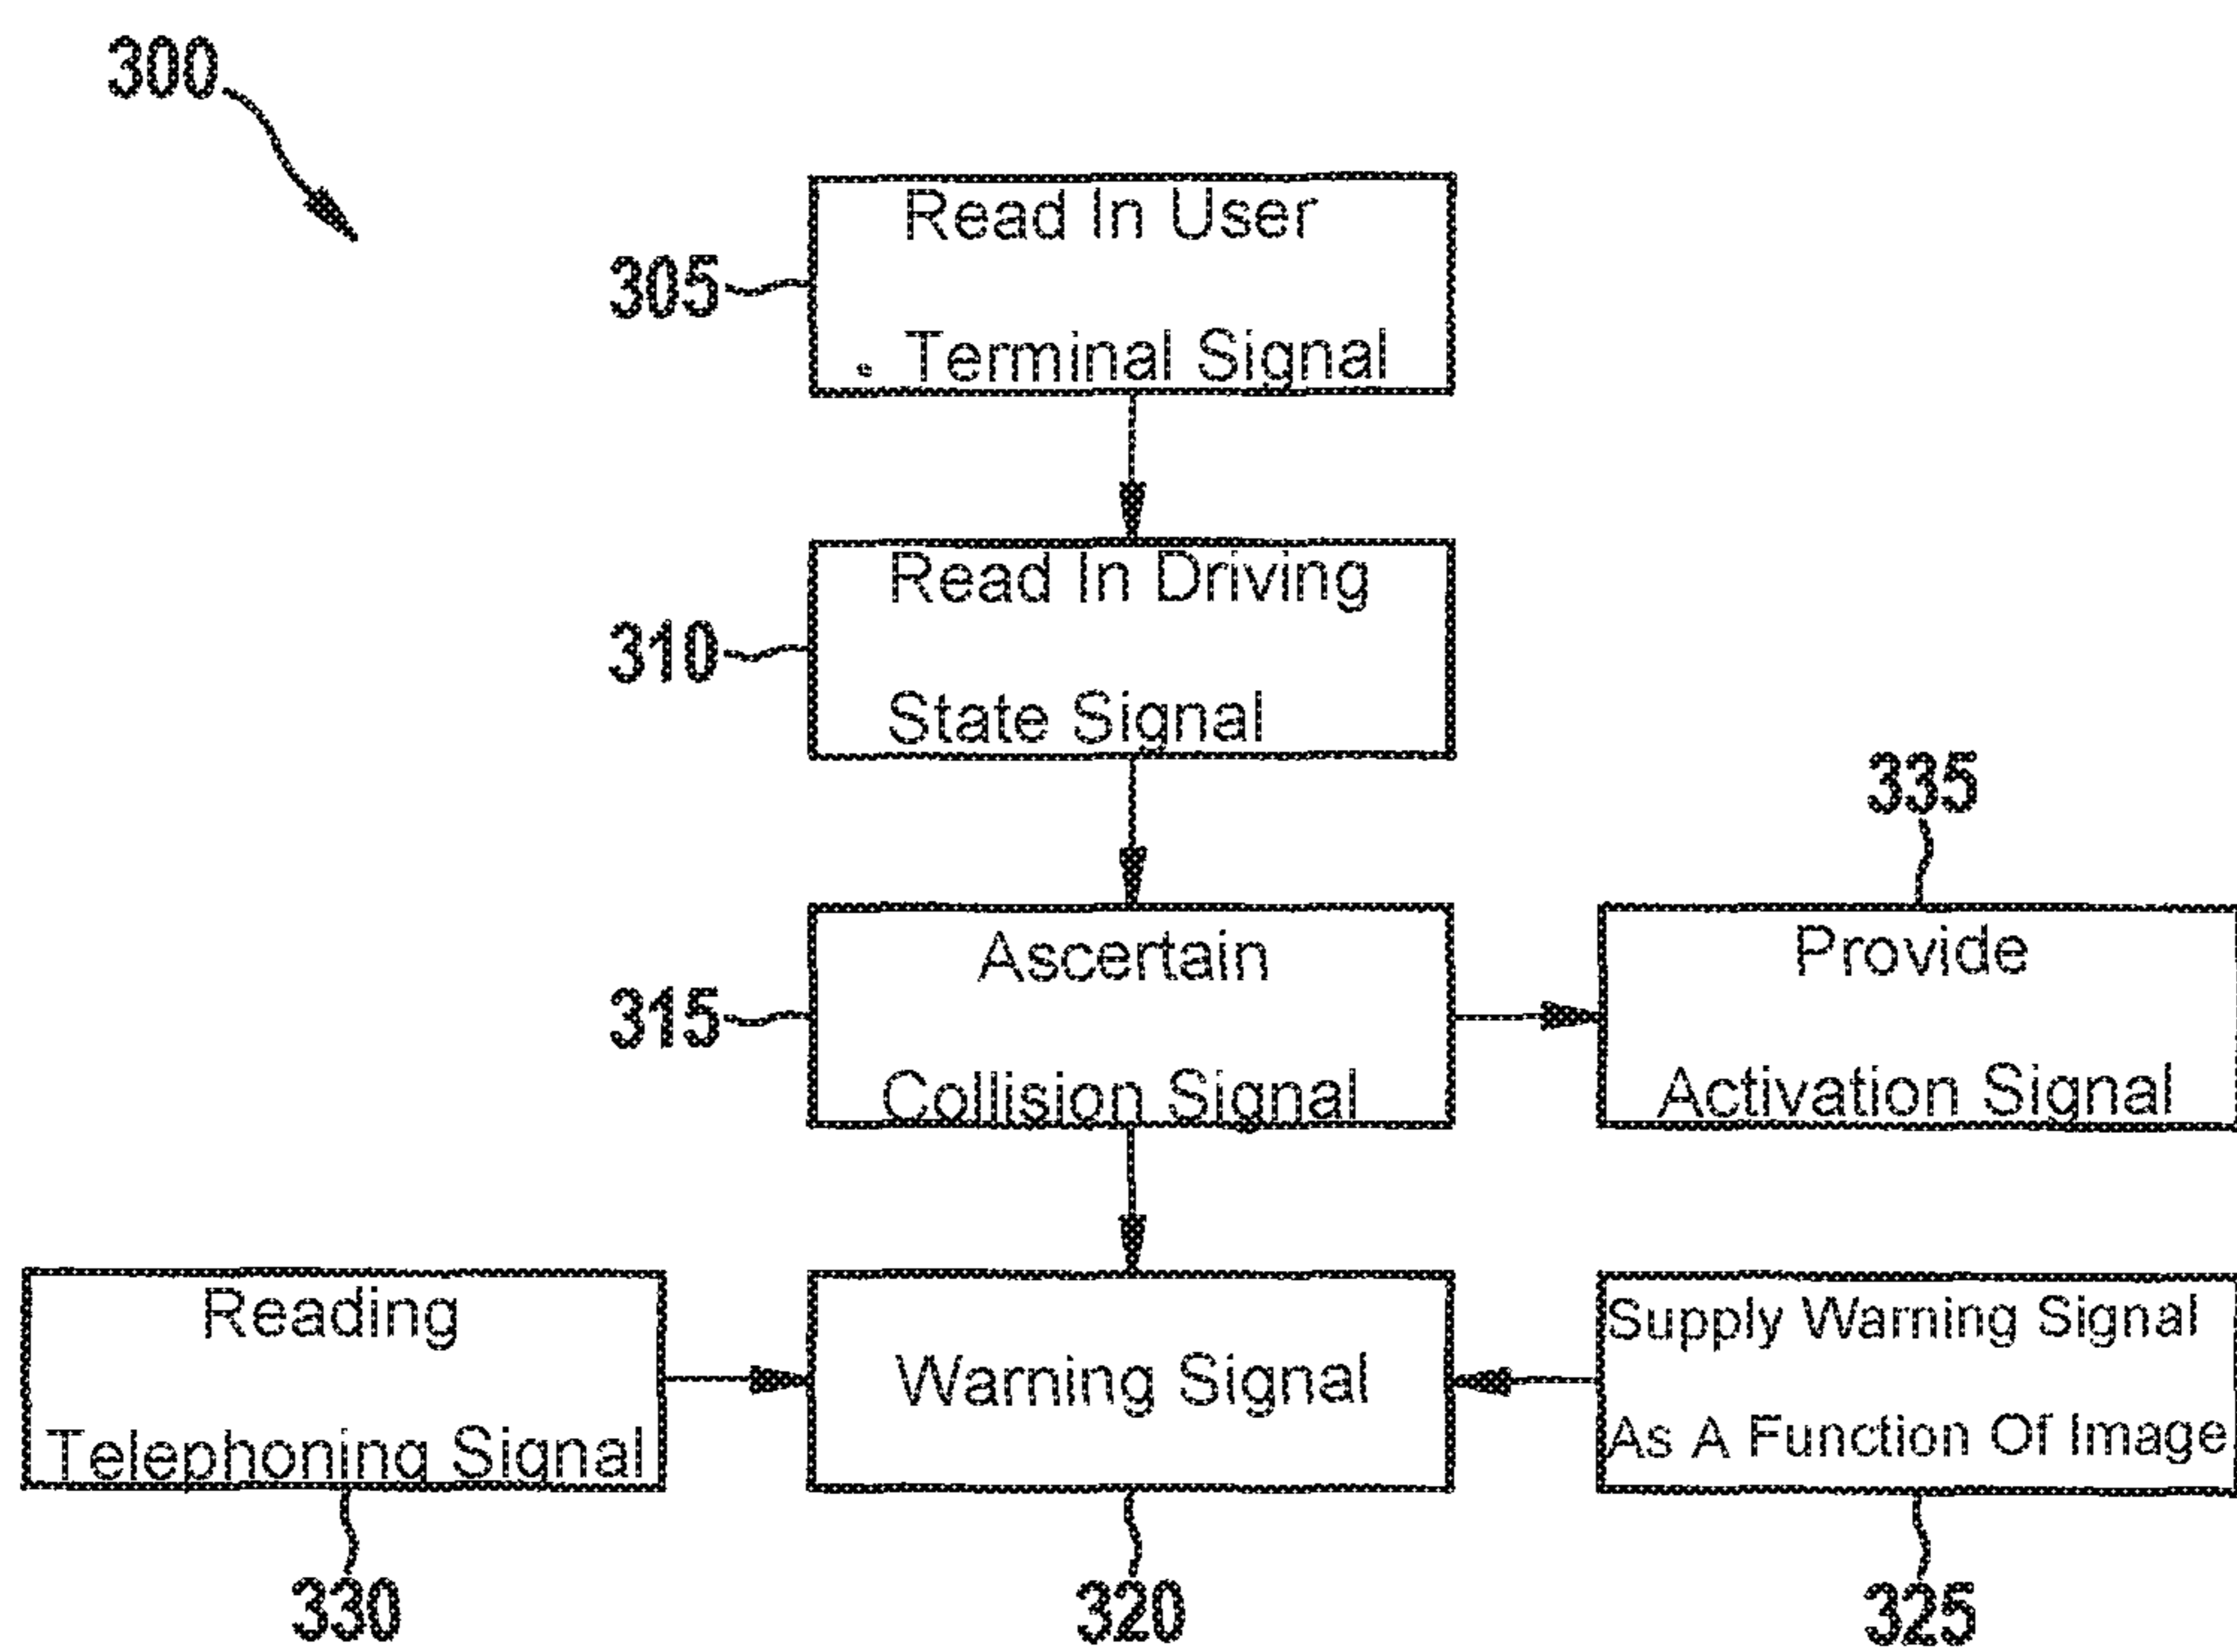 300
305
Read In User
Terminal Signal
310
Read In Driving
State Signal
335
315
Ascertain
Collision Signal
Provide
Activation Signal
Reading
Telephoning Signal
Warning Signal
Supply Warning Signal
As A Function Of Image
330
320
325